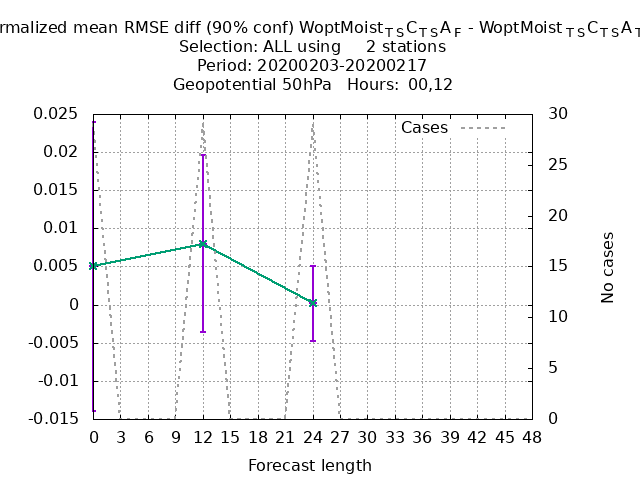 rmalized mean RMSE diff (90% conf) WoptMoistTSCTSAF - WoptMoistTSCTSAT
Selection: ALL using 2 stations
Period: 20200203-20200217
Geopotential 50hPa Hours: 00,12
0.025
0.02
0.015
0.01
0.005
0
-0.005
-0.01
-0.015
Cases
30
25
20
15
10
5
0
No cases
0 3 6 9 12 15 18 21 24 27 30 33 36 39 42 45 48
Forecast length